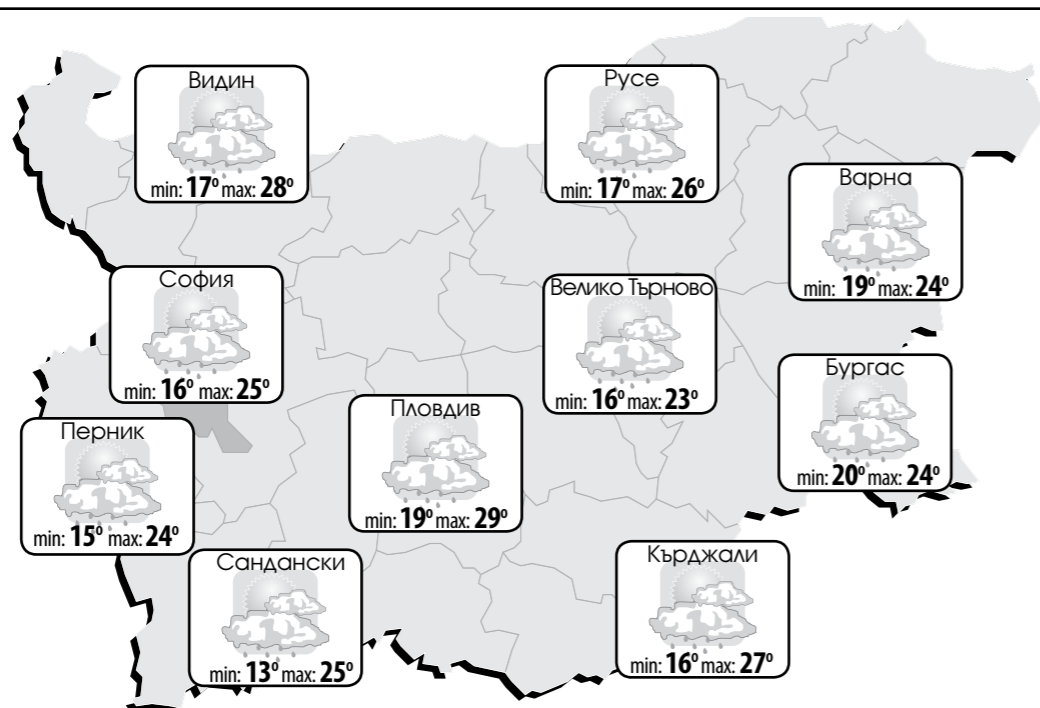 Видин
min: 17° max: 28°
Русе
min: 17° max: 26°
Варна
min: 19° max: 24°
София
min: 16° max: 25°
Велико Търново
min: 16° max: 23°
Бургас
min: 20° max: 24°
Пловдив
min: 19° max: 29°
Перник
min: 15° max: 24°
Сандански
min: 13° max: 25°
Кърджали
min: 16° max: 27°